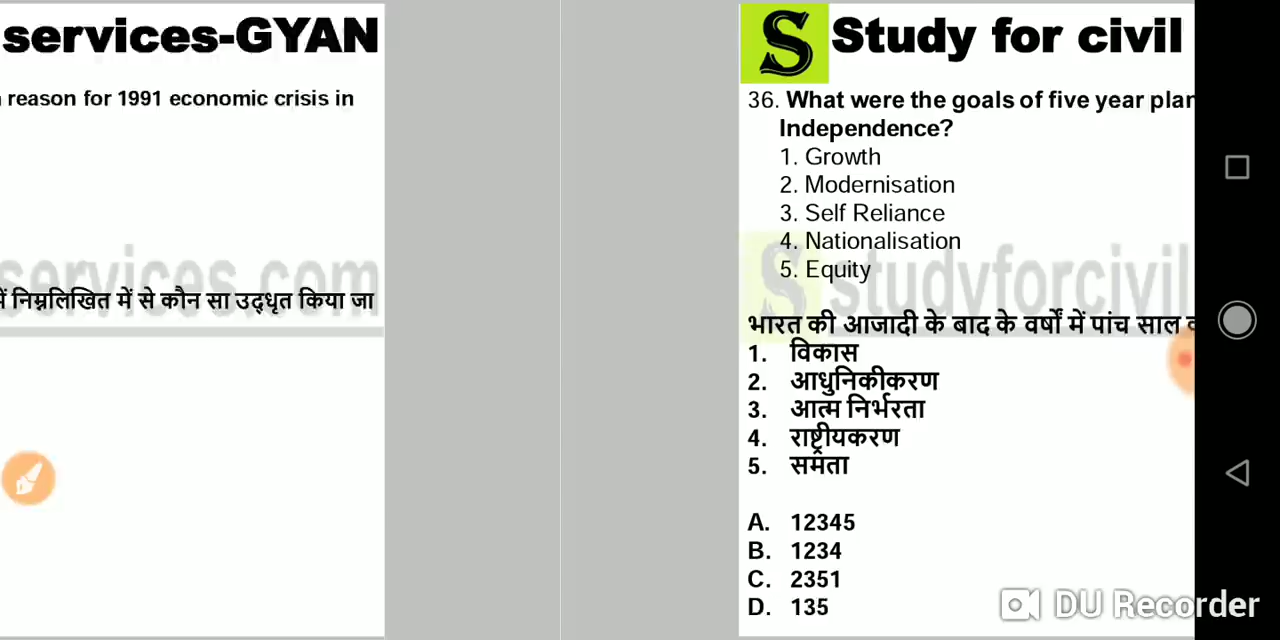 services-GYAN
reason for 1991 economic crisis in
services.com
में निम्नलिखित में से कौन सा उद्धृत किया जा
S Study for civil
36. What were the goals of five year plan
Independence?
1. Growth
2. Modernisation
3. Self Reliance
4. Nationalisation
5. Equity
S studyforcivil
भारत की आजादी के बाद के वर्षों में पांच साल
1. विकास
2. आधुनिकीकरण
3. आत्म निर्भरता
4. राष्ट्रीयकरण
5. समता
A. 12345
B. 1234
C. 2351
D. 135
DU Recorder